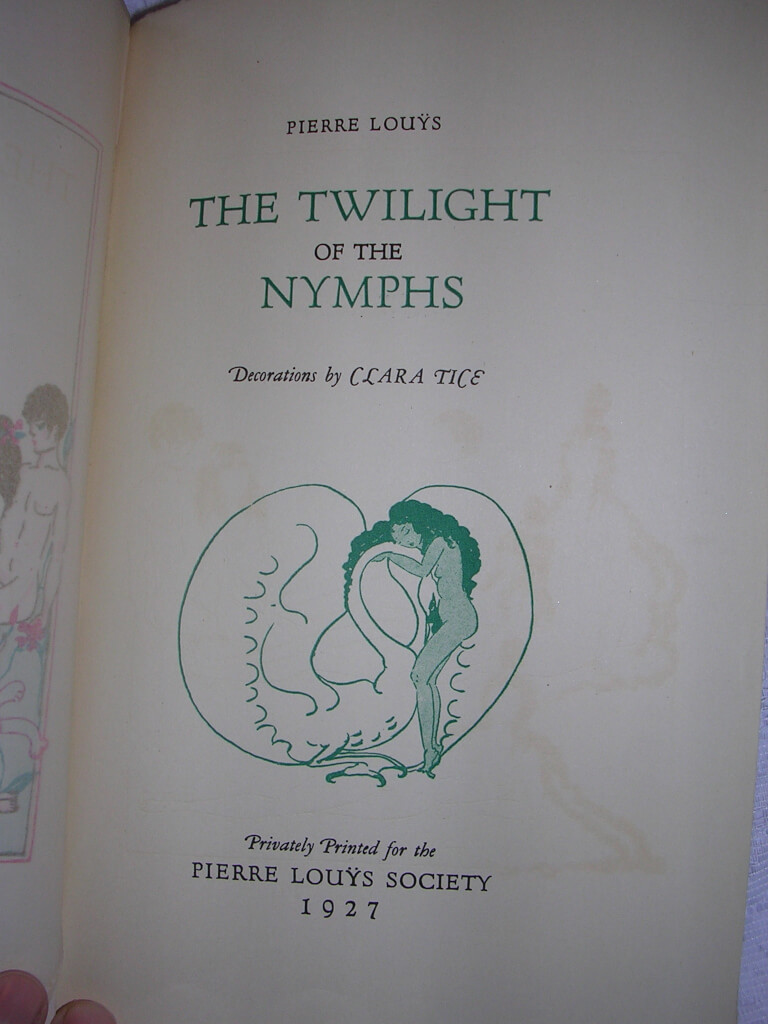 PIERRE LOUŸS
THE TWILIGHT
OF THE
NYMPHS
Decorations by CLARA TICE
Privately Printed for the
PIERRE LOUŸS SOCIETY
1927